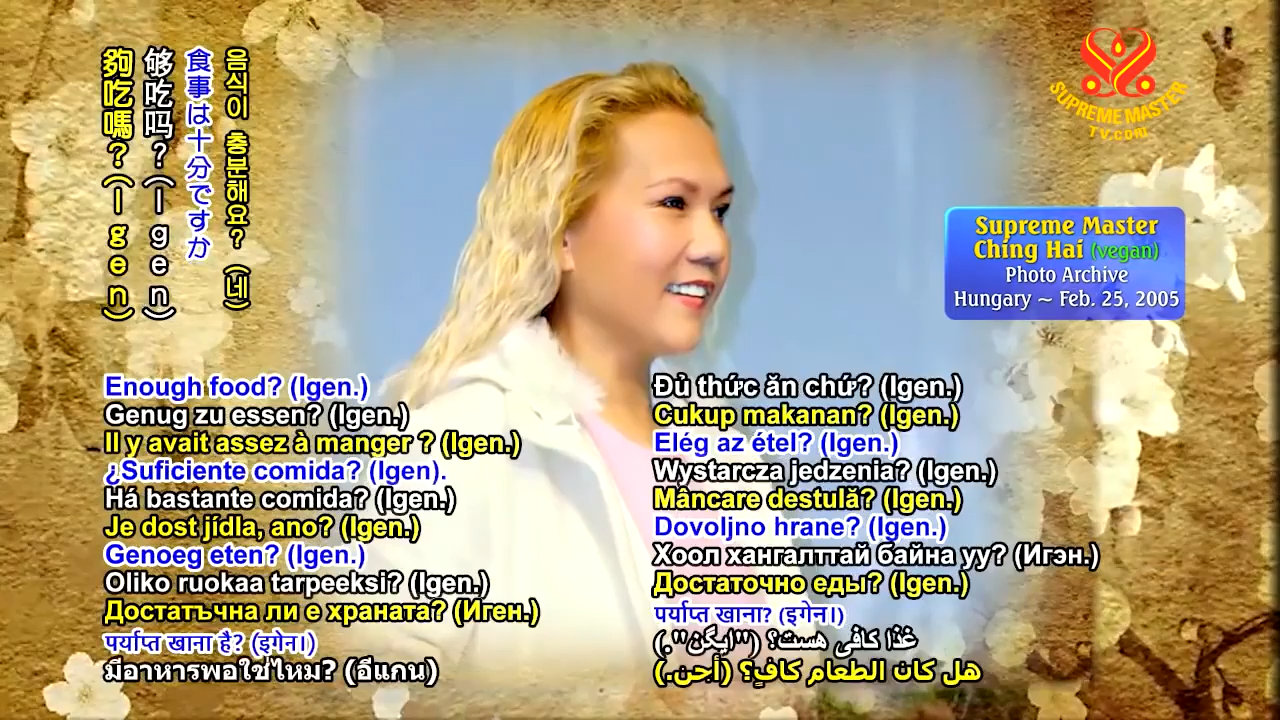 음식이 충분해요? (네)
食事は十分ですか
够吃吗？(Igen)
夠吃嗎？(Igen)
SUPREME MASTER
TV.COM
Supreme Master
Ching Hai (vegan)
Photo Archive
Hungary ~ Feb. 25, 2005
Enough food? (Igen.)
Genug zu essen? (Igen.)
Il y avait assez à manger ? (Igen.)
¿Suficiente comida? (Igen).
Há bastante comida? (Igen.)
Je dost jídla, ano? (Igen.)
Genoeg eten? (Igen.)
Oliko ruokaa tarpeeksi? (Igen.)
Достатъчна ли е храната? (Иген.)
पर्याप्त खाना है? (इगेन।)
มีอาหารพอใช่ไหม? (อีแกน)
Đủ thức ăn chứ? (Igen.)
Cukup makanan? (Igen.)
Elég az étel? (Igen.)
Wystarcza jedzenia? (Igen.)
Mâncare destulă? (Igen.)
Dovoljno hrane? (Igen.)
Хоол хангалттай байна уу? (Игэн.)
Достаточно еды? (Igen.)
पर्याप्त खाना? (इगेन।)
غذا کافی هست؟ ("ایگن".)
هل كان الطعام كافٍ؟ (أجن.)